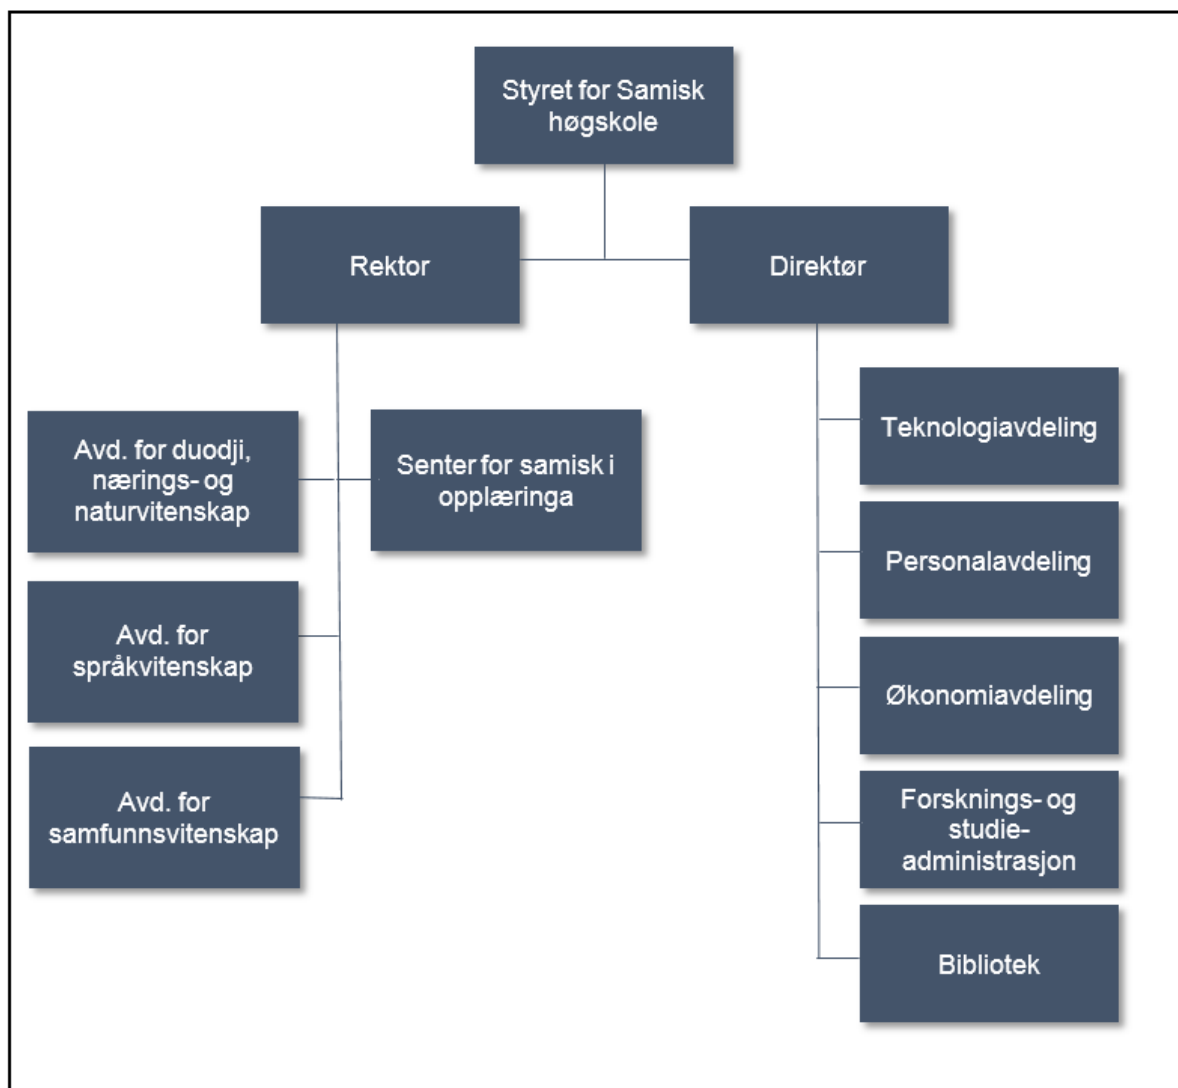 Styret for Samisk
høgskole
Rektor
Direktør
Avd. for duodji,
nærings- og
naturvitenskap
Senter for samisk i
opplæringa
Avd. for
språkvitenskap
Avd. for
samfunnsvitenskap
Teknologiavdeling
Personalavdeling
Økonomiavdeling
Forsknings- og
studie-
administrasjon
Bibliotek